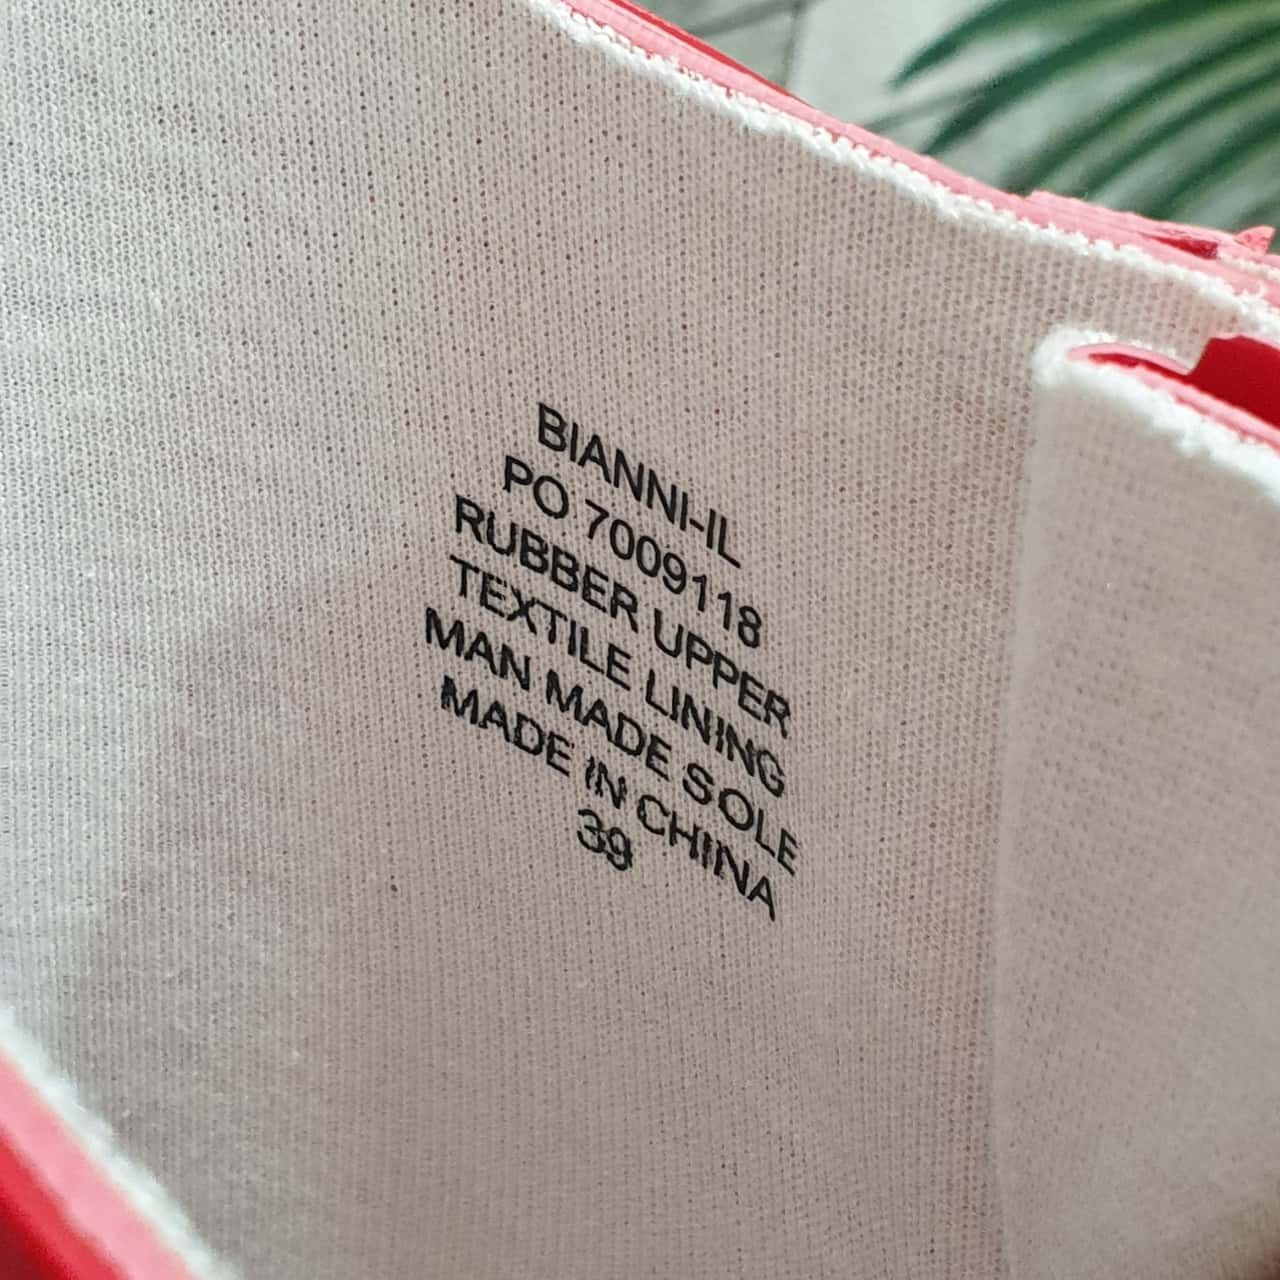 BIANNI-IL
PO 7009118
RUBBER UPPER
TEXTILE LINING
MAN MADE SOLE
MADE IN CHINA
39